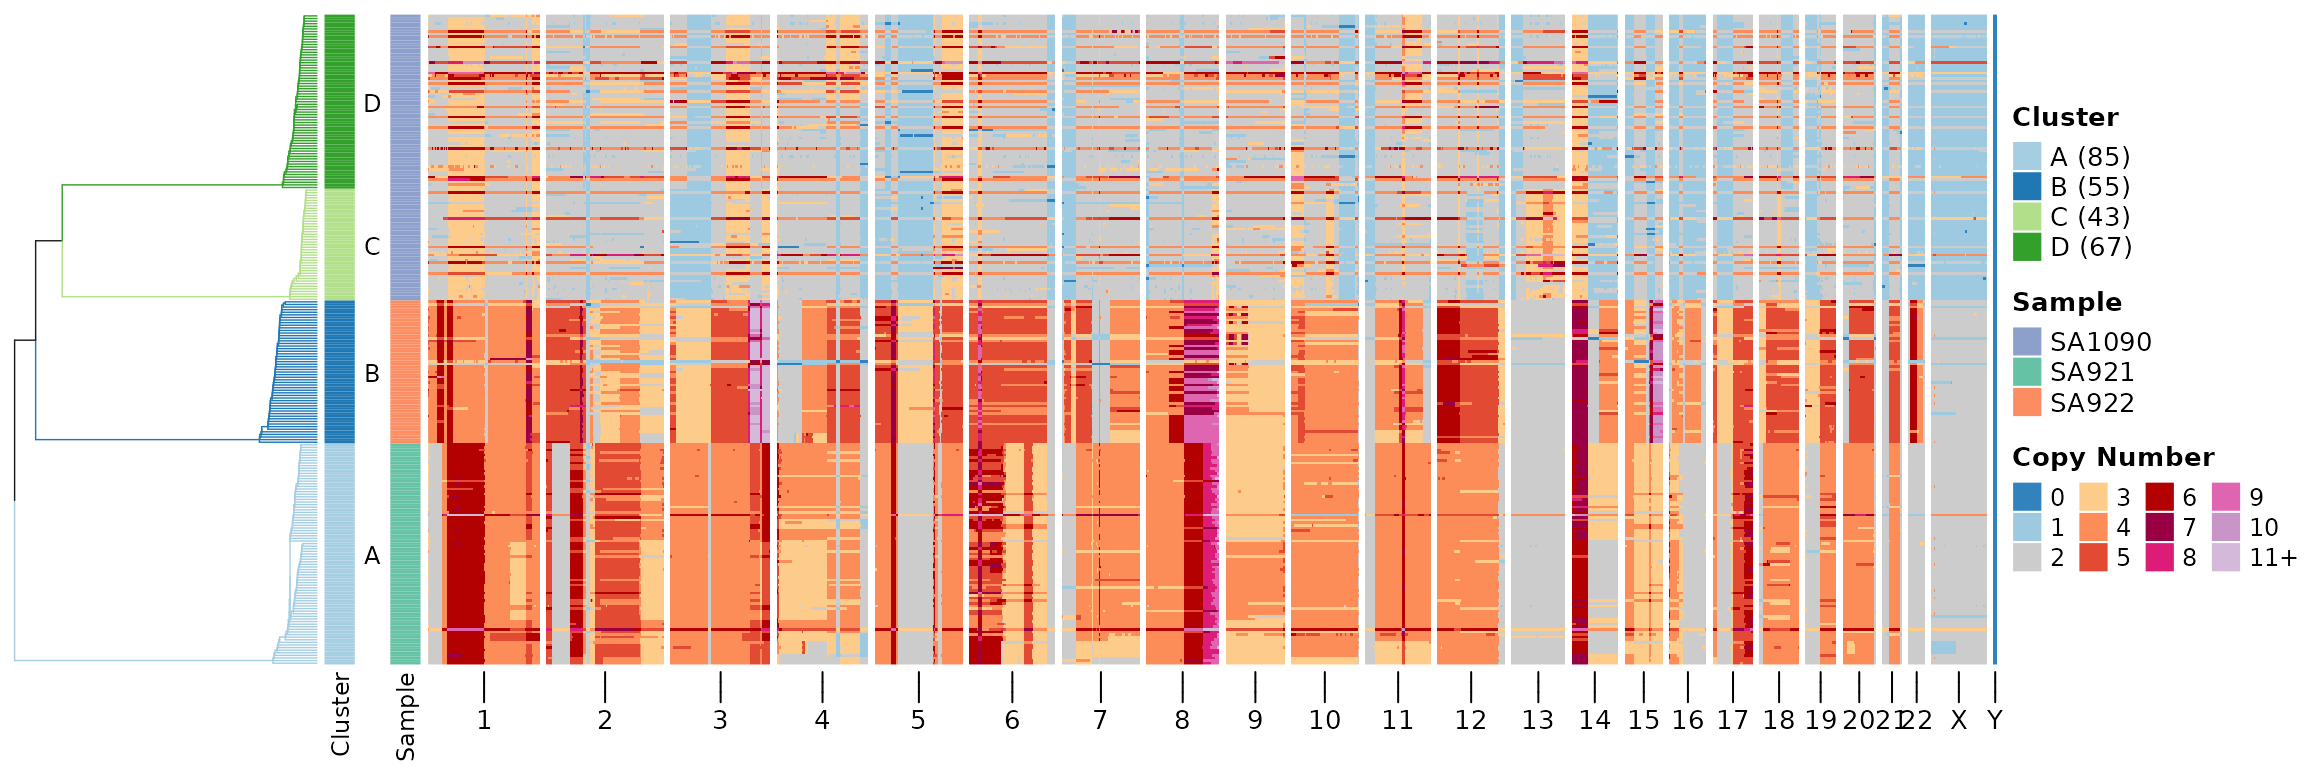 D
C
B
A
Cluster
Sample
1 2 3 4 5 6 7 8 9 10 11 12 13 14 15 16 17 18 19 20 21 22 X Y
Cluster
A (85)
B (55)
C (43)
D (67)
Sample
SA1090
SA921
SA922
Copy Number
0 3 6 9
1 4 7 10
2 5 8 11+